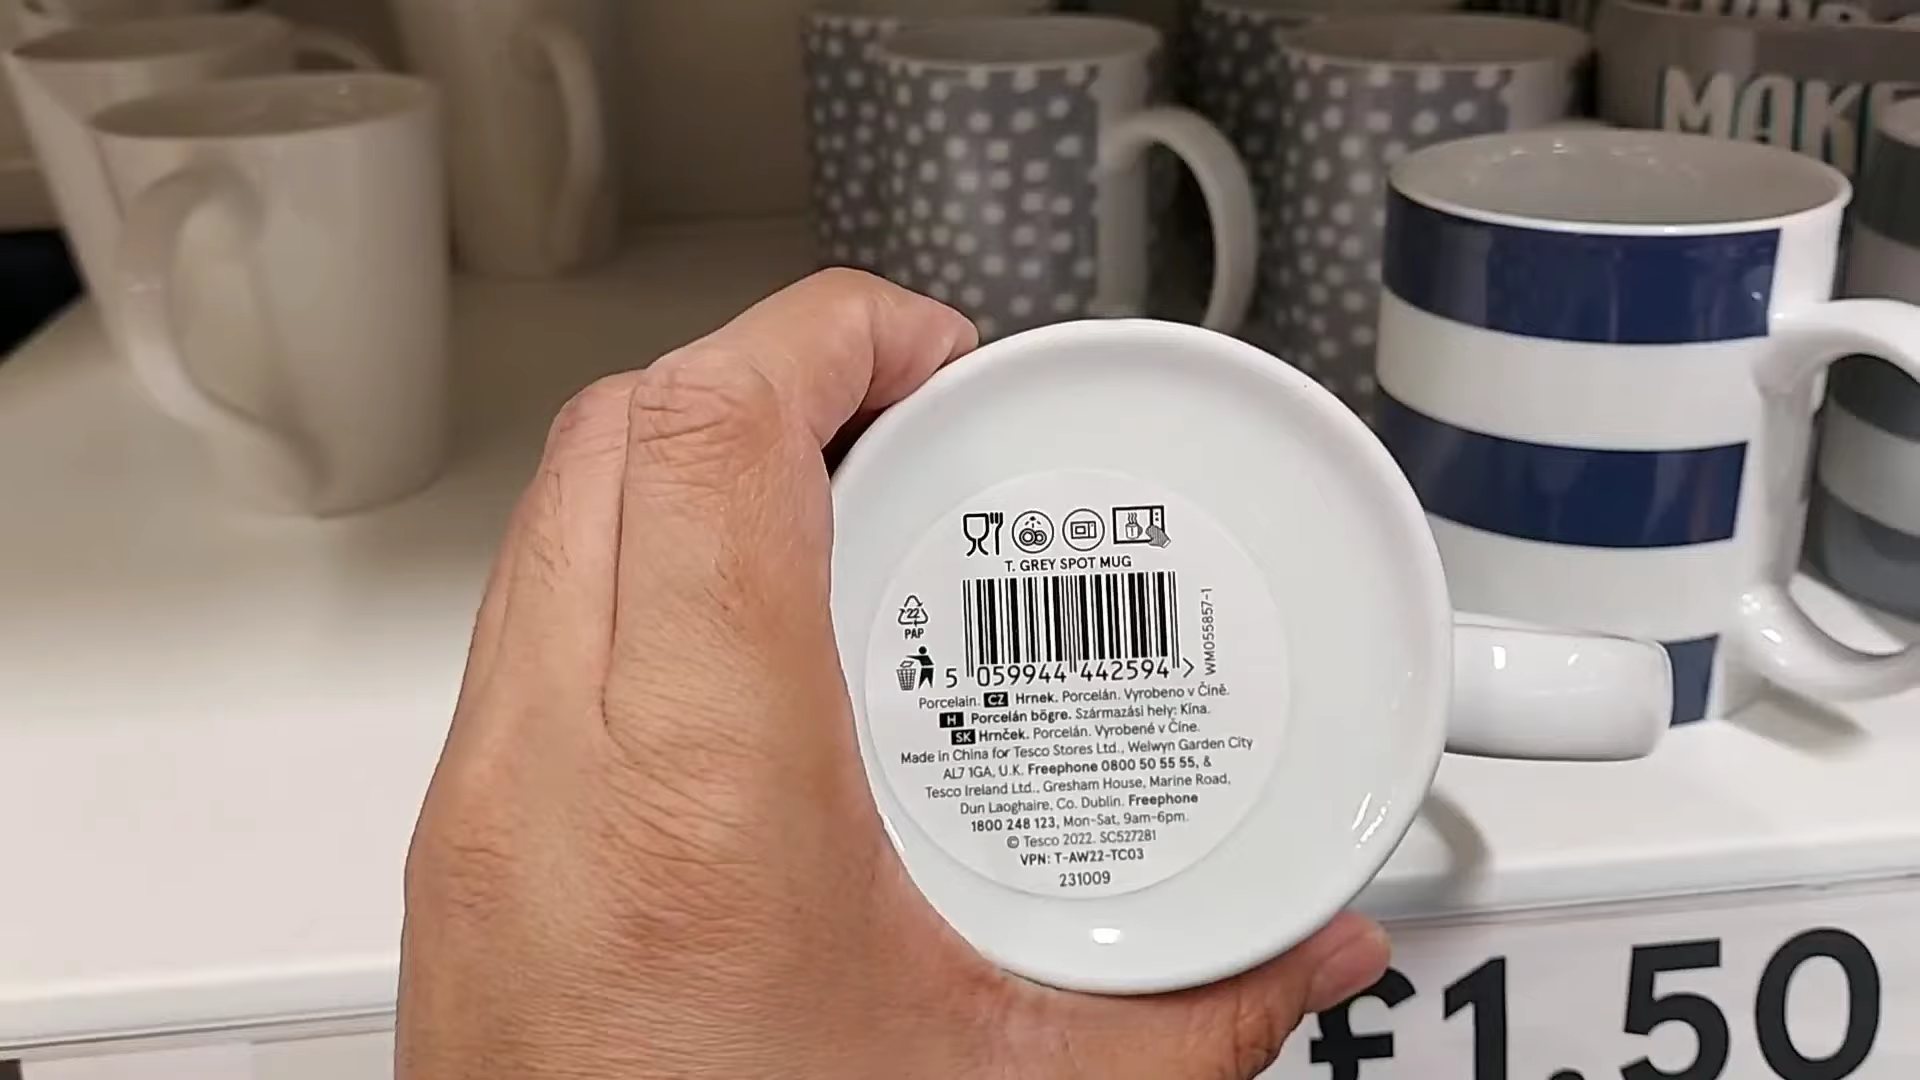 MAKE
T. GREY SPOT MUG
22
PAP
WM055857-1
5 059944 442594 >
Porcelain. CZ Hrnek. Porcelán. Vyrobeno v Číně.
H Porcelán bögre. Származási hely: Kína.
SK Hrnček. Porcelán. Vyrobené v Číne.
Made in China for Tesco Stores Ltd., Welwyn Garden City
AL7 1GA, U.K. Freephone 0800 50 55 55, &
Tesco Ireland Ltd., Gresham House, Marine Road,
Dun Laoghaire, Co. Dublin. Freephone
1800 248 123, Mon-Sat, 9am-6pm.
© Tesco 2022. SC527281
VPN: T-AW22-TC03
231009
£1.50